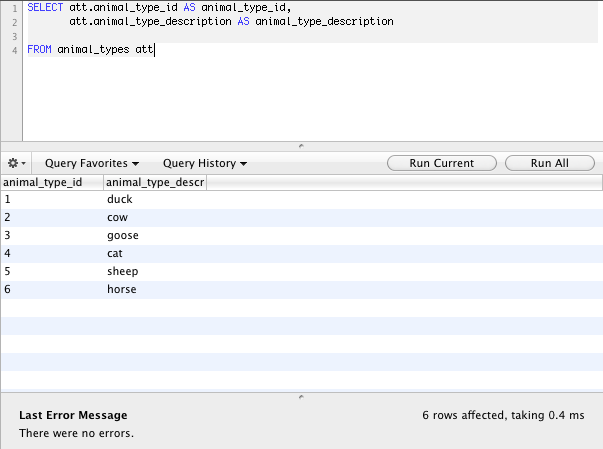 1 SELECT att.animal_type_id AS animal_type_id,
2 att.animal_type_description AS animal_type_description
3
4 FROM animal_types att
Query Favorites Query History Run Current Run All
animal_type_id animal_type_descr
1 duck
2 cow
3 goose
4 cat
5 sheep
6 horse
Last Error Message 6 rows affected, taking 0.4 ms
There were no errors.